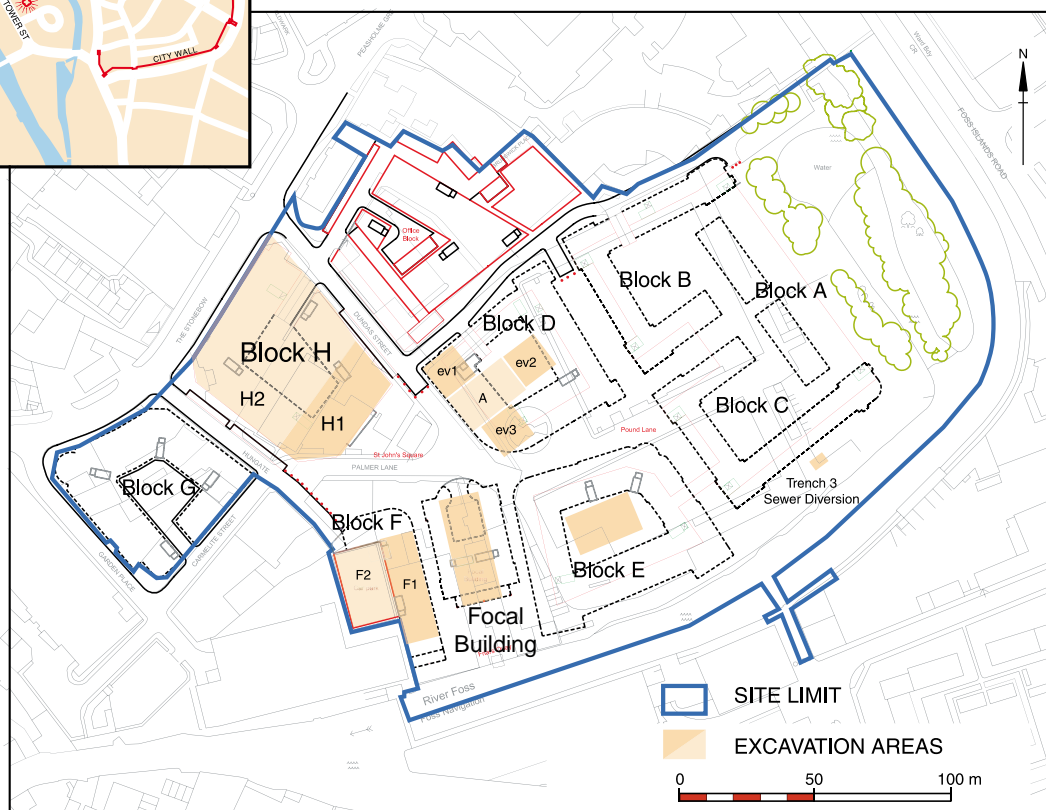 TOWER ST
CITY WALL
PEASHOLME GREEN
FOSS ISLANDS ROAD
N
Water
Office
Block
Block B
Block A
Block D
THE STONEBOW
DUNDAS STREET
Block H
ev1
ev2
A
H2
H1
ev3
Block C
Pound Lane
St John's Square
PALMER LANE
HUNGATE
Block G
Trench 3
Sewer Diversion
Block F
CARMELITE STREET
GARDEN PLACE
F2
F1
Block E
Focal
Building
River Foss
Foss Navigation
SITE LIMIT
EXCAVATION AREAS
0
50
100 m